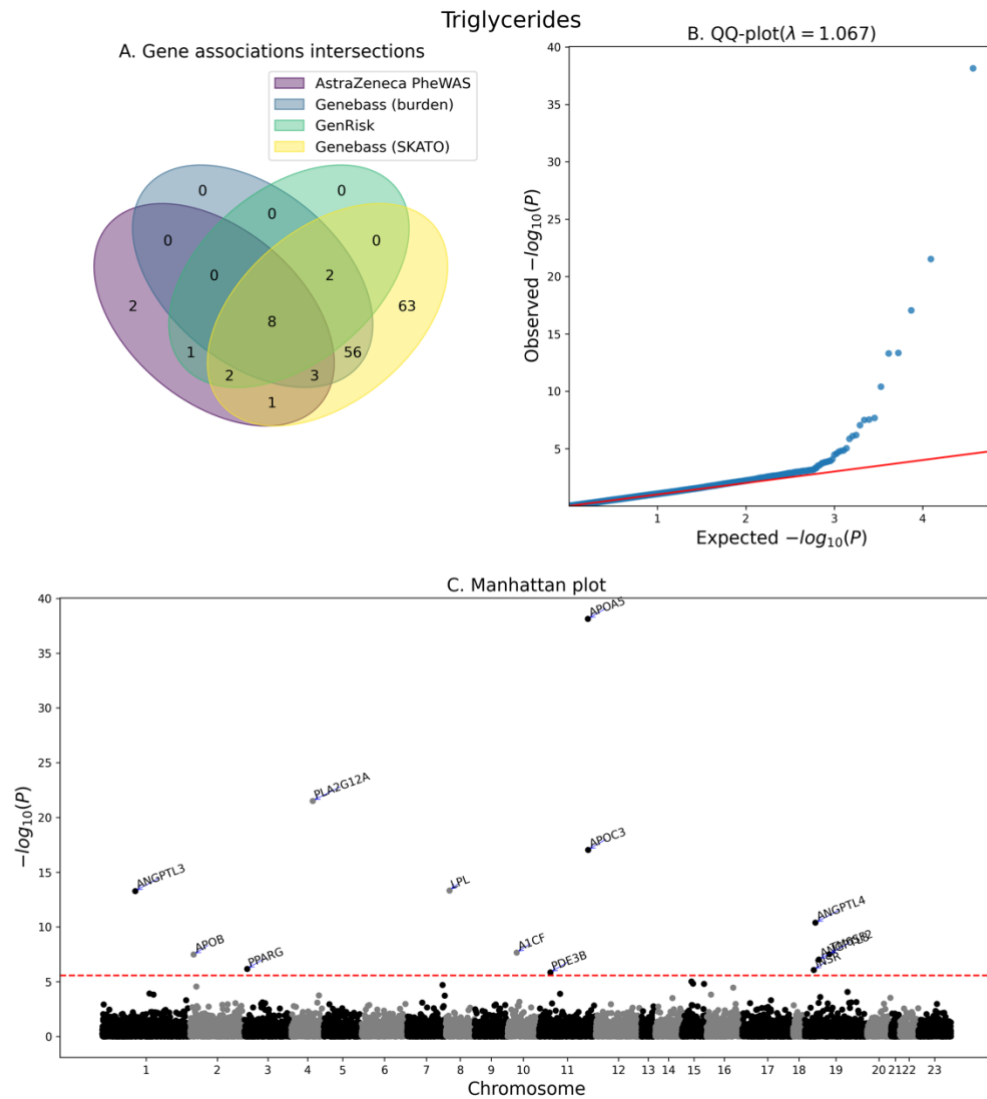 Triglycerides
A. Gene associations intersections
AstraZeneca PheWAS
Genebass (burden)
GenRisk
Genebass (SKATO)
0
0
0
0
0
0
2
2
63
8
1
56
2
3
1
B. QQ-plot(λ = 1.067)
Observed −log₁₀(P)
40
35
30
25
20
15
10
5
1
2
3
4
Expected −log₁₀(P)
C. Manhattan plot
−log₁₀(P)
40
35
30
25
20
15
10
5
0
APOA5
PLA2G12A
APOC3
ANGPTL3
LPL
ANGPTL4
APOB
A1CF
PPARG
PDE3B
INSR
1
2
3
4
5
6
7
8
9
10
11
12
13
14
15
16
17
18
19
20
21
22
23
Chromosome